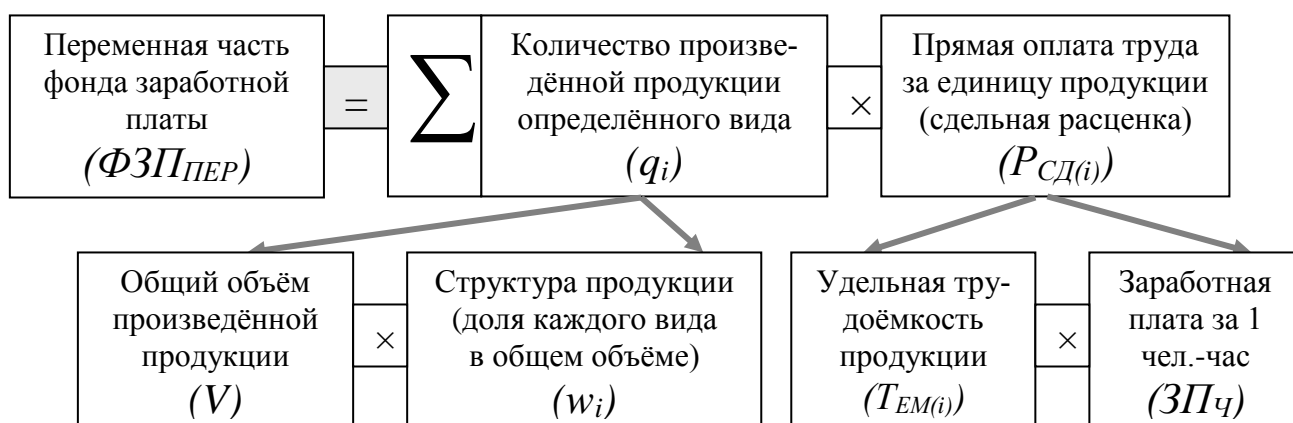 Переменная часть
фонда заработной
платы
(ФЗП_ПЕР)
=
∑
Количество произве-
дённой продукции
определённого вида
(q_i)
×
Прямая оплата труда
за единицу продукции
(сдельная расценка)
(Р_СД(i))
Общий объём
произведённой
продукции
(V)
×
Структура продукции
(доля каждого вида
в общем объёме)
(w_i)
Удельная тру-
доёмкость
продукции
(Т_ЕМ(i))
×
Заработная
плата за 1
чел.-час
(ЗП_Ч)